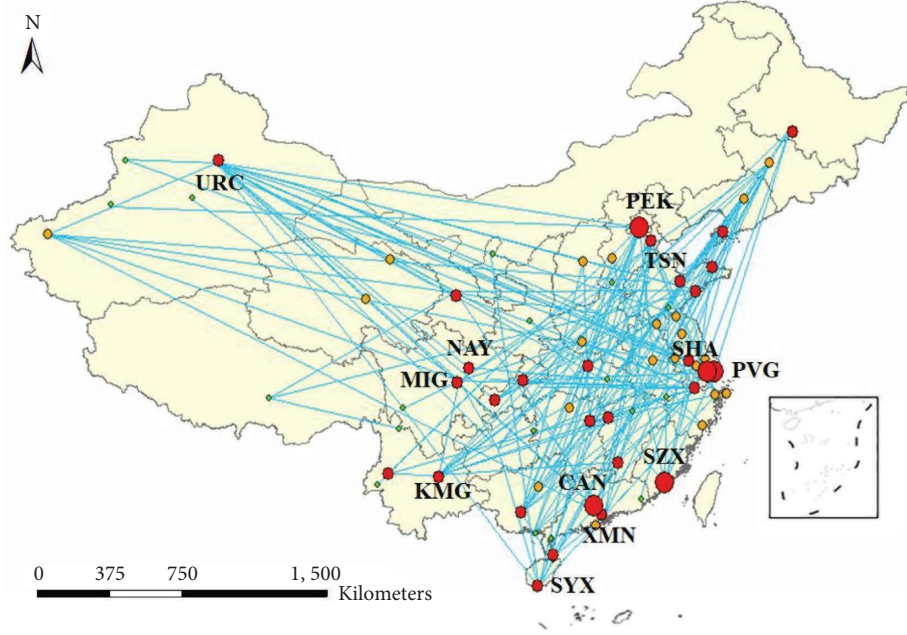 N
URC
PEK
TSN
NAY
SHA
PVG
MIG
SZX
CAN
KMG
XMN
SYX
0 375 750 1, 500
Kilometers